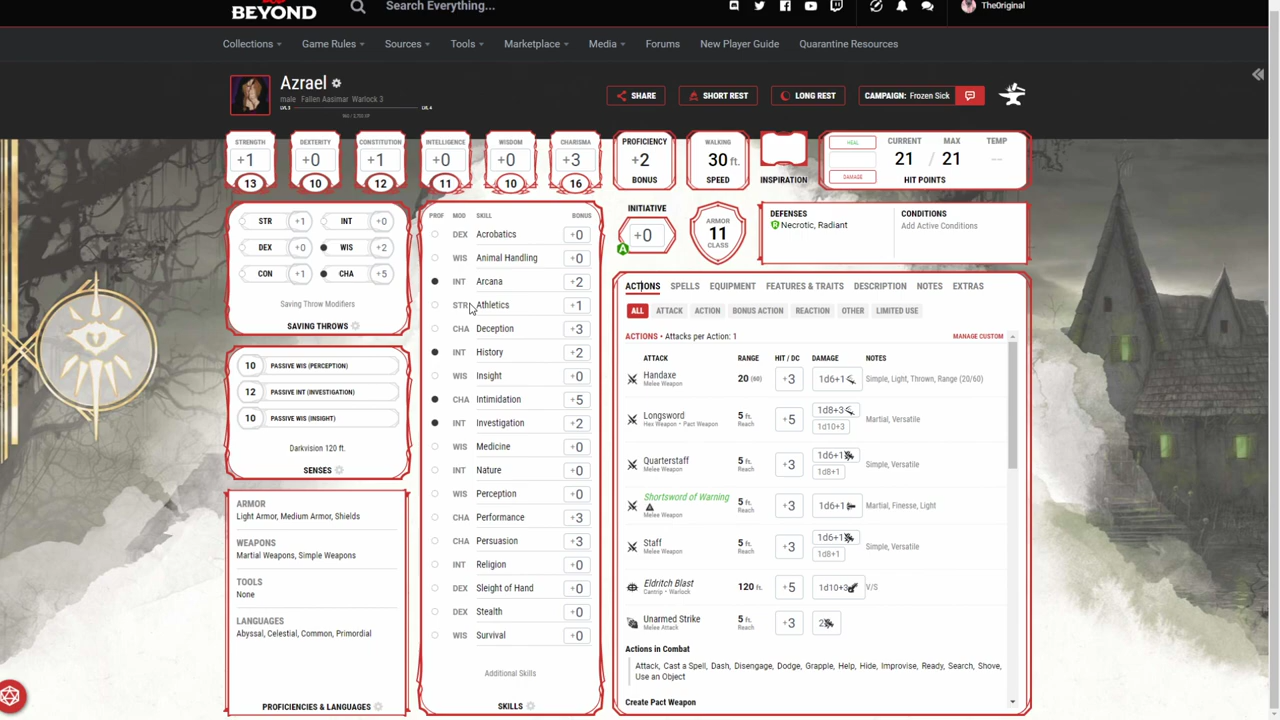 BEYOND
Search Everything...
TheOriginal
Collections
Game Rules
Sources
Tools
Marketplace
Media
Forums
New Player Guide
Quarantine Resources
Azrael
male Fallen Aasimar Warlock 3
LVL 3
LVL 4
SHARE
SHORT REST
LONG REST
CAMPAIGN: Frozen Sick
STRENGTH
+1
13
DEXTERITY
+0
10
CONSTITUTION
+1
12
INTELLIGENCE
+0
11
WISDOM
+0
10
CHARISMA
+3
16
PROFICIENCY
+2
BONUS
WALKING
30 ft.
SPEED
INSPIRATION
HEAL
DAMAGE
CURRENT
MAX
TEMP
21 / 21
--
HIT POINTS
STR +1
INT +0
DEX +0
WIS +2
CON +1
CHA +5
Saving Throw Modifiers
SAVING THROWS
10 PASSIVE WIS (PERCEPTION)
12 PASSIVE INT (INVESTIGATION)
10 PASSIVE WIS (INSIGHT)
Darkvision 120 ft.
SENSES
ARMOR
Light Armor, Medium Armor, Shields
WEAPONS
Martial Weapons, Simple Weapons
TOOLS
None
LANGUAGES
Abyssal, Celestial, Common, Primordial
PROFICIENCIES & LANGUAGES
PROF MOD SKILL BONUS
DEX Acrobatics +0
WIS Animal Handling +0
INT Arcana +2
STR Athletics +1
CHA Deception +3
INT History +2
WIS Insight +0
CHA Intimidation +5
INT Investigation +2
WIS Medicine +0
INT Nature +0
WIS Perception +0
CHA Performance +3
CHA Persuasion +3
INT Religion +0
DEX Sleight of Hand +0
DEX Stealth +0
WIS Survival +0
Additional Skills
SKILLS
INITIATIVE
+0
A
ARMOR
11
CLASS
DEFENSES
R Necrotic, Radiant
CONDITIONS
Add Active Conditions
ACTIONS SPELLS EQUIPMENT FEATURES & TRAITS DESCRIPTION NOTES EXTRAS
ALL ATTACK ACTION BONUS ACTION REACTION OTHER LIMITED USE
ACTIONS • Attacks per Action: 1
MANAGE CUSTOM
ATTACK RANGE HIT / DC DAMAGE NOTES
Handaxe
Melee Weapon
20 (60)
+3
1d6+1
Simple, Light, Thrown, Range (20/60)
Longsword
Hex Weapon • Pact Weapon
5 ft.
Reach
+5
1d8+3
1d10+3
Martial, Versatile
Quarterstaff
Melee Weapon
5 ft.
Reach
+3
1d6+1
1d8+1
Simple, Versatile
Shortsword of Warning
Melee Weapon
5 ft.
Reach
+3
1d6+1
Martial, Finesse, Light
Staff
Melee Weapon
5 ft.
Reach
+3
1d6+1
1d8+1
Simple, Versatile
Eldritch Blast
Cantrip • Warlock
120 ft.
+5
1d10+3
V/S
Unarmed Strike
Melee Attack
5 ft.
Reach
+3
2
Actions in Combat
Attack, Cast a Spell, Dash, Disengage, Dodge, Grapple, Help, Hide, Improvise, Ready, Search, Shove,
Use an Object
Create Pact Weapon